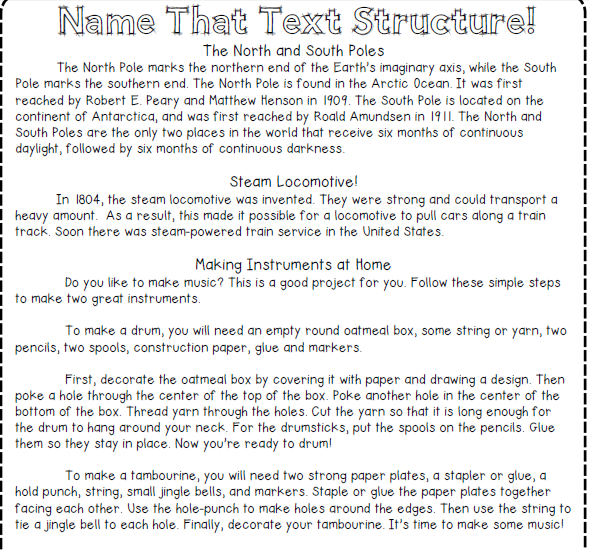 Name That Text Structure!
The North and South Poles
The North Pole marks the northern end of the Earth's imaginary axis, while the South
Pole marks the southern end. The North Pole is found in the Arctic Ocean. It was first
reached by Robert E. Peary and Matthew Henson in 1909. The South Pole is located on the
continent of Antarctica, and was first reached by Roald Amundsen in 1911. The North and
South Poles are the only two places in the world that receive six months of continuous
daylight, followed by six months of continuous darkness.
Steam Locomotive!
In 1804, the steam locomotive was invented. They were strong and could transport a
heavy amount. As a result, this made it possible for a locomotive to pull cars along a train
track. Soon there was steam-powered train service in the United States.
Making Instruments at Home
Do you like to make music? This is a good project for you. Follow these simple steps
to make two great instruments.
To make a drum, you will need an empty round oatmeal box, some string or yarn, two
pencils, two spools, construction paper, glue and markers.
First, decorate the oatmeal box by covering it with paper and drawing a design. Then
poke a hole through the center of the top of the box. Poke another hole in the center of the
bottom of the box. Thread yarn through the holes. Cut the yarn so that it is long enough for
the drum to hang around your neck. For the drumsticks, put the spools on the pencils. Glue
them so they stay in place. Now you're ready to drum!
To make a tambourine, you will need two strong paper plates, a stapler or glue, a
hold punch, string, small jingle bells, and markers. Staple or glue the paper plates together
facing each other. Use the hole-punch to make holes around the edges. Then use the string to
tie a jingle bell to each hole. Finally, decorate your tambourine. It's time to make some music!